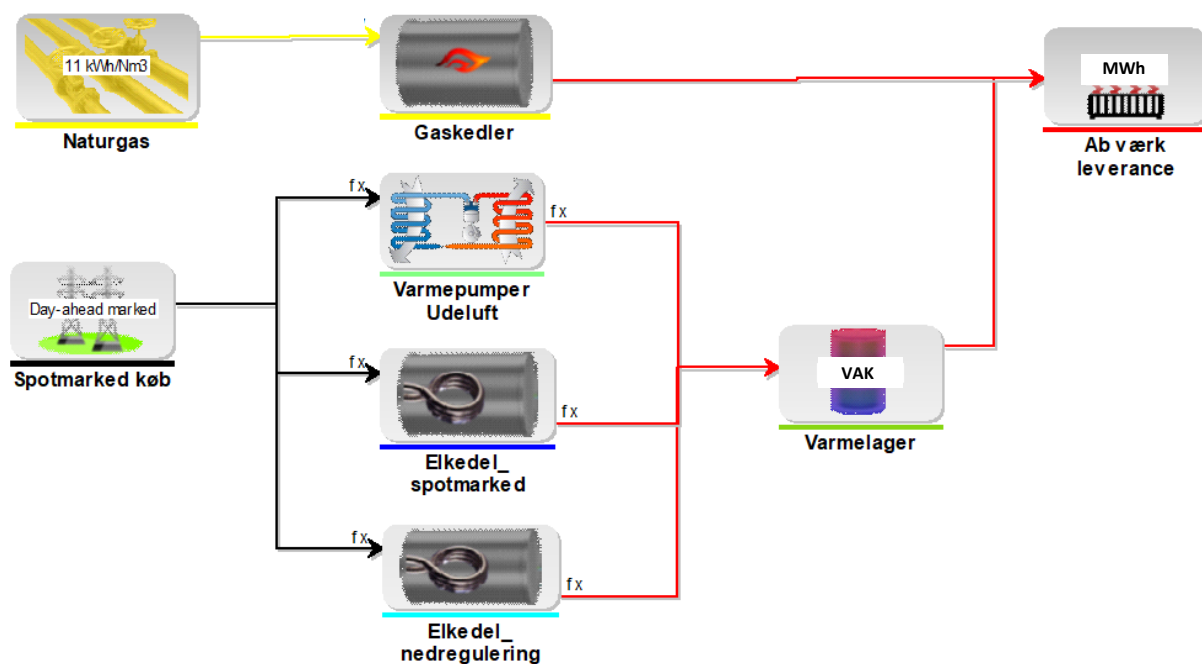 11 kWh/Nm3
Naturgas
Gaskedler
MWh
Ab værk
leverance
fx
fx
Varmepumper
Udeluft
Day-ahead marked
Spotmarked køb
fx
fx
Elkedel_
spotmarked
VAK
Varmelager
fx
fx
Elkedel_
nedregulering